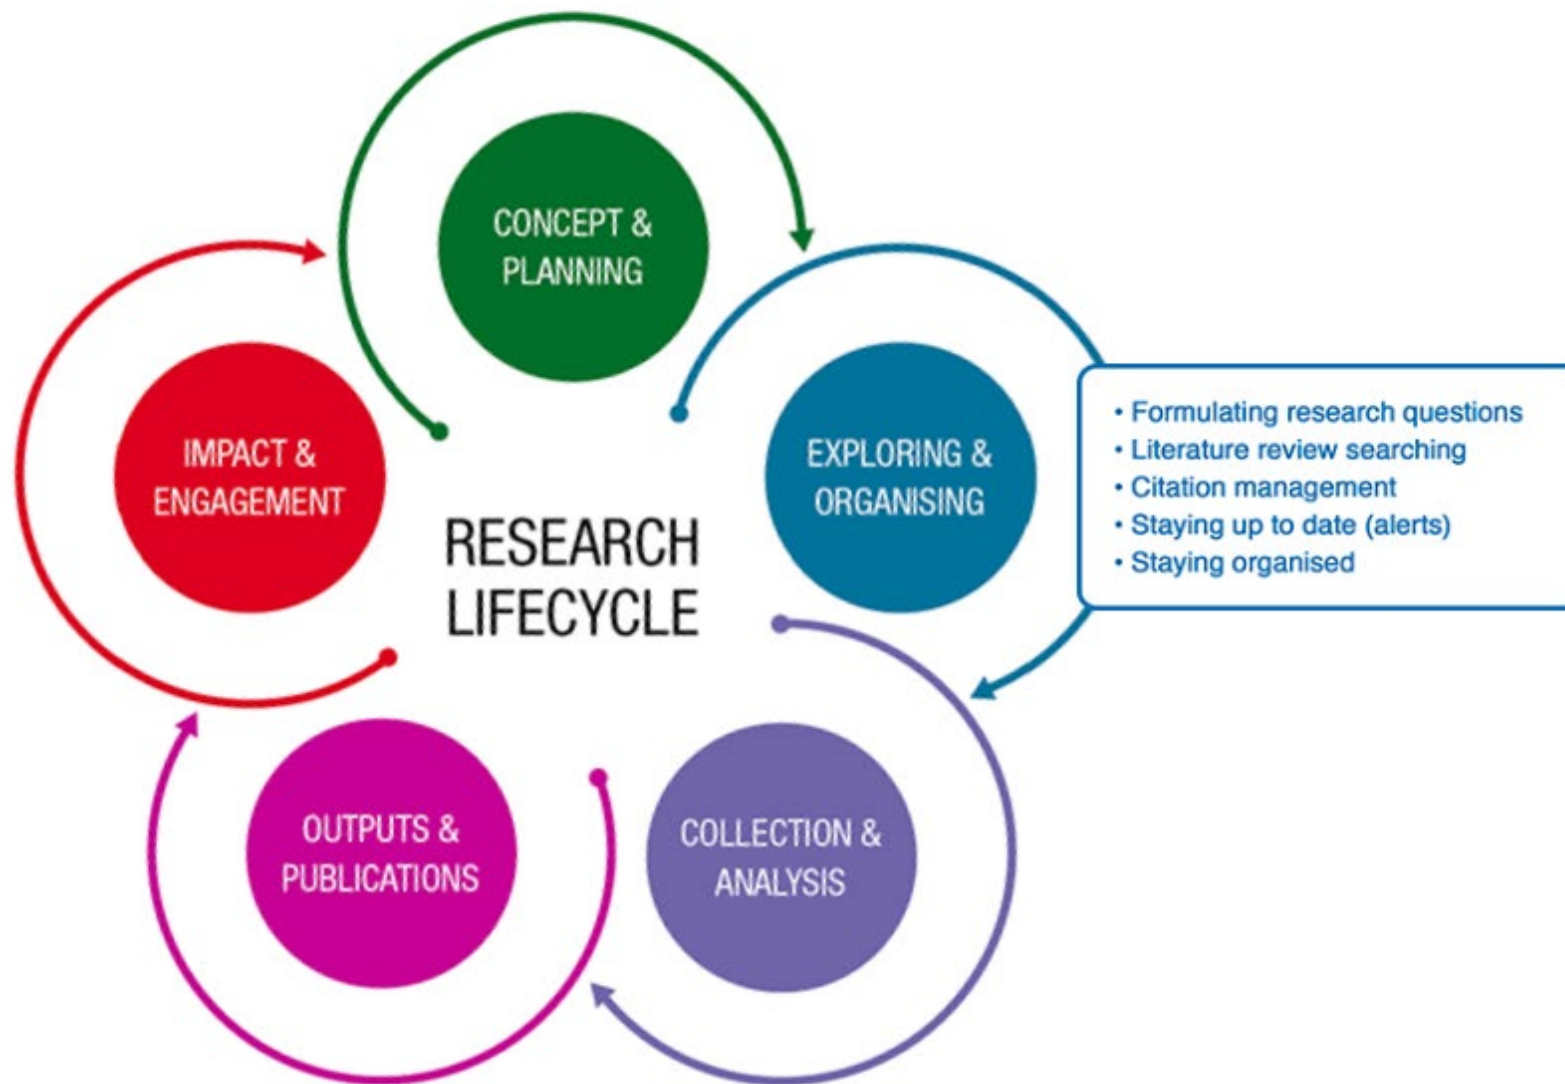 CONCEPT &
PLANNING
EXPLORING &
ORGANISING
• Formulating research questions
• Literature review searching
• Citation management
• Staying up to date (alerts)
• Staying organised
COLLECTION &
ANALYSIS
OUTPUTS &
PUBLICATIONS
IMPACT &
ENGAGEMENT
RESEARCH
LIFECYCLE